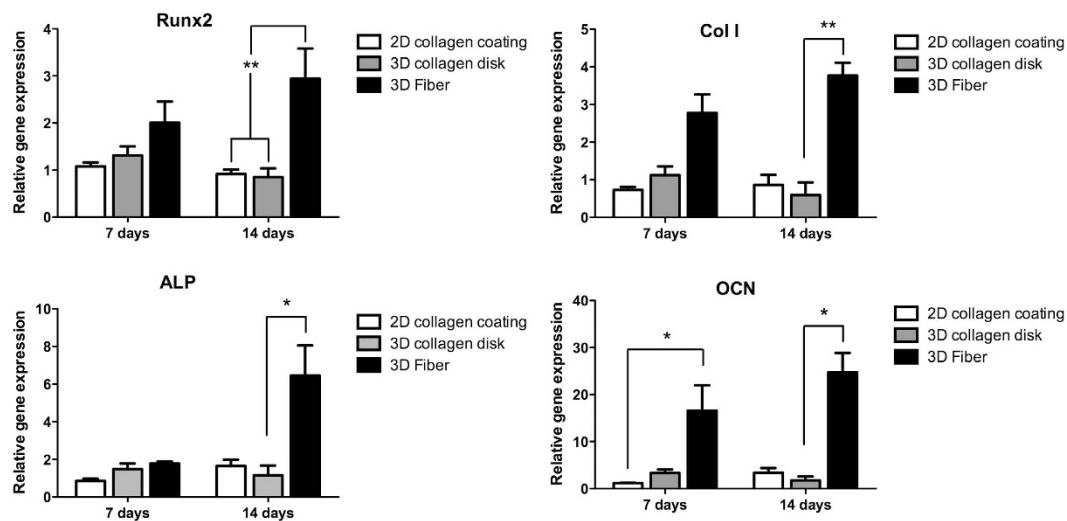 Runx2
Relative gene expression
4
3
2
1
0
**
7 days
14 days
2D collagen coating
3D collagen disk
3D Fiber
Col I
Relative gene expression
5
4
3
2
1
0
**
7 days
14 days
2D collagen coating
3D collagen disk
3D Fiber
ALP
Relative gene expression
10
8
6
4
2
0
*
7 days
14 days
2D collagen coating
3D collagen disk
3D Fiber
OCN
Relative gene expression
40
30
20
10
0
*
*
7 days
14 days
2D collagen coating
3D collagen disk
3D Fiber